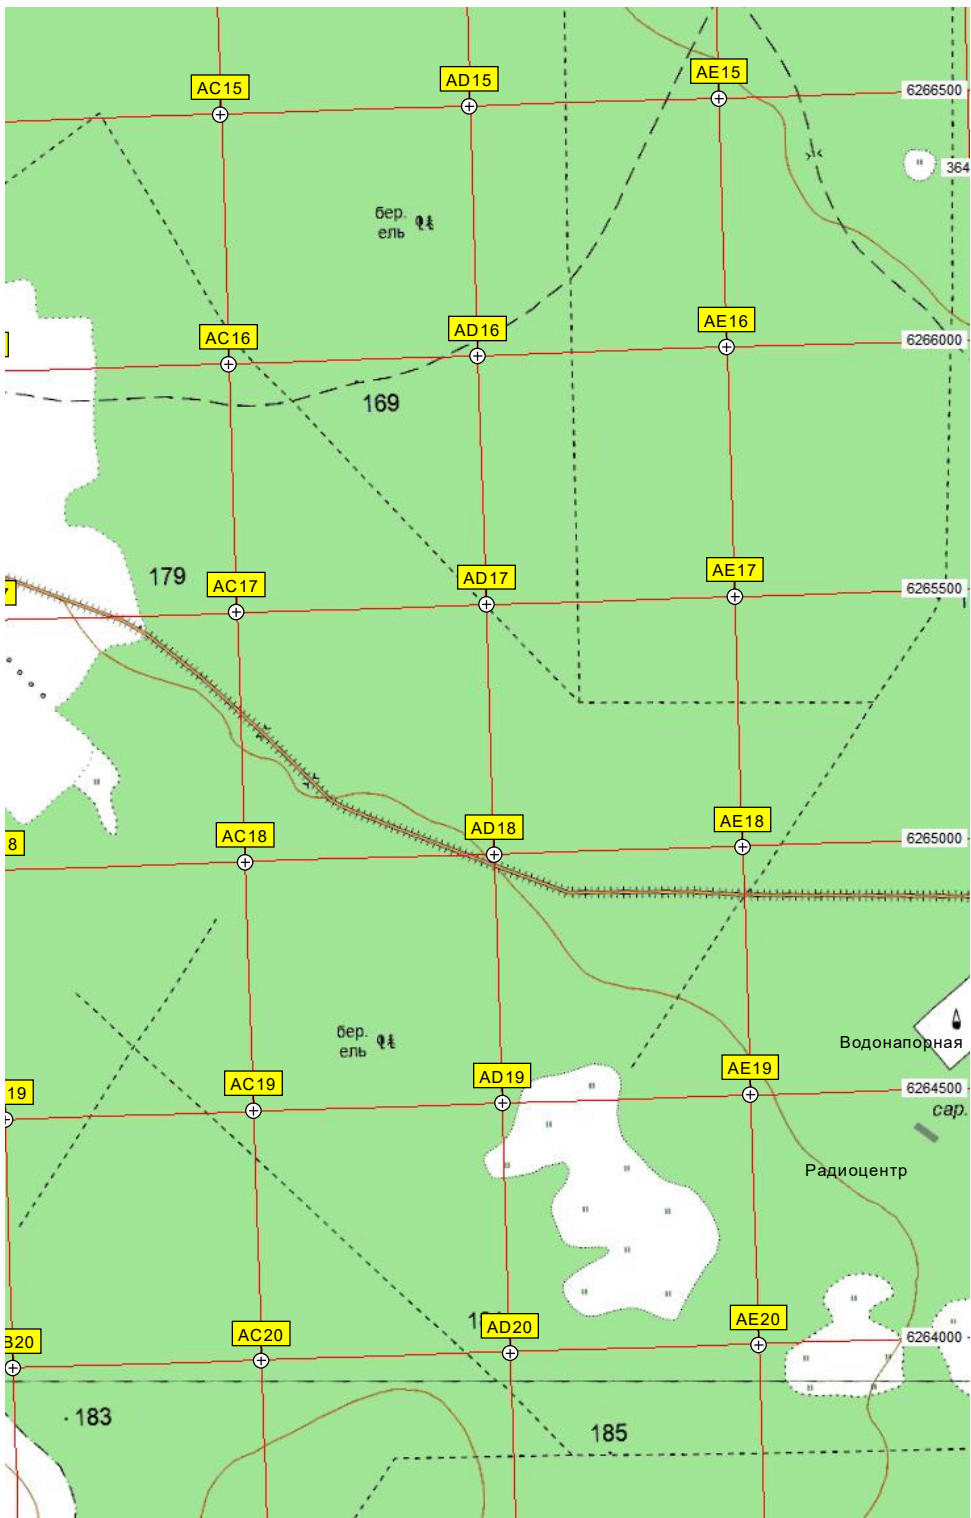 AE15
AD15
AC15
6266500
364
бер.
ель
AE16
AD16
AC16
6266000
169
AE17
179
AD17
AC17
6265500
AE18
AD18
AC18
8
6265000
бер.
ель
Водонапорная
AE19
AD19
AC19
19
6264500
сар.
Радиоцентр
AE20
AD20
AC20
B20
6264000
183
185